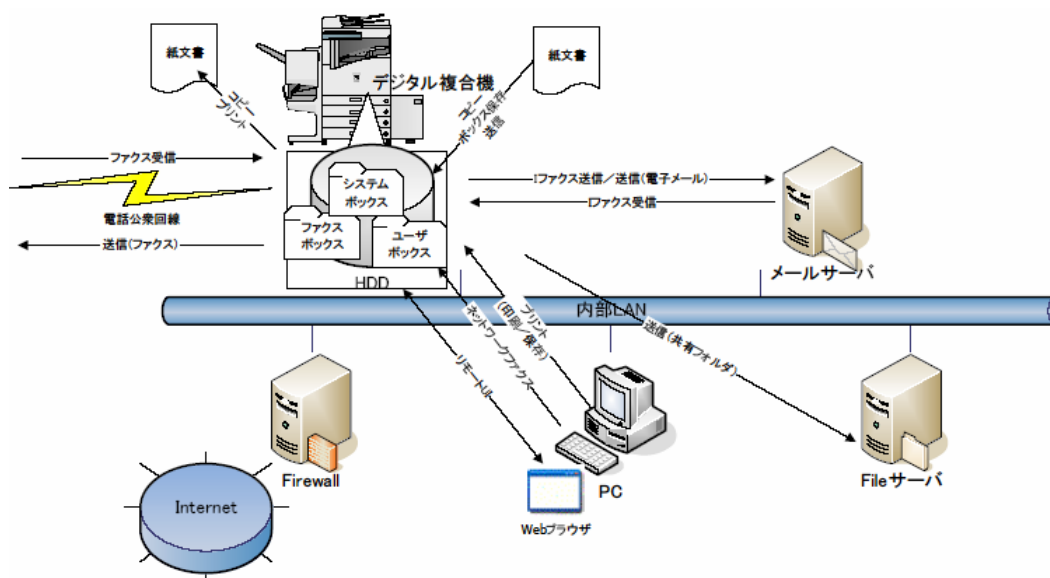 紙文書
デジタル複合機
紙文書
コピー
プリント
コピー
ボックス保存
送信
ファクス受信
電話公衆回線
送信(ファクス)
システム
ボックス
ファクス
ボックス
ユーザ
ボックス
HDD
Iファクス送信／送信(電子メール)
Iファクス受信
メールサーバ
内部LAN
プリント
(印刷／保存)
ネットワークファクス
リモートUI
送信(共有フォルダ)
Firewall
Internet
PC
Webブラウザ
Fileサーバ